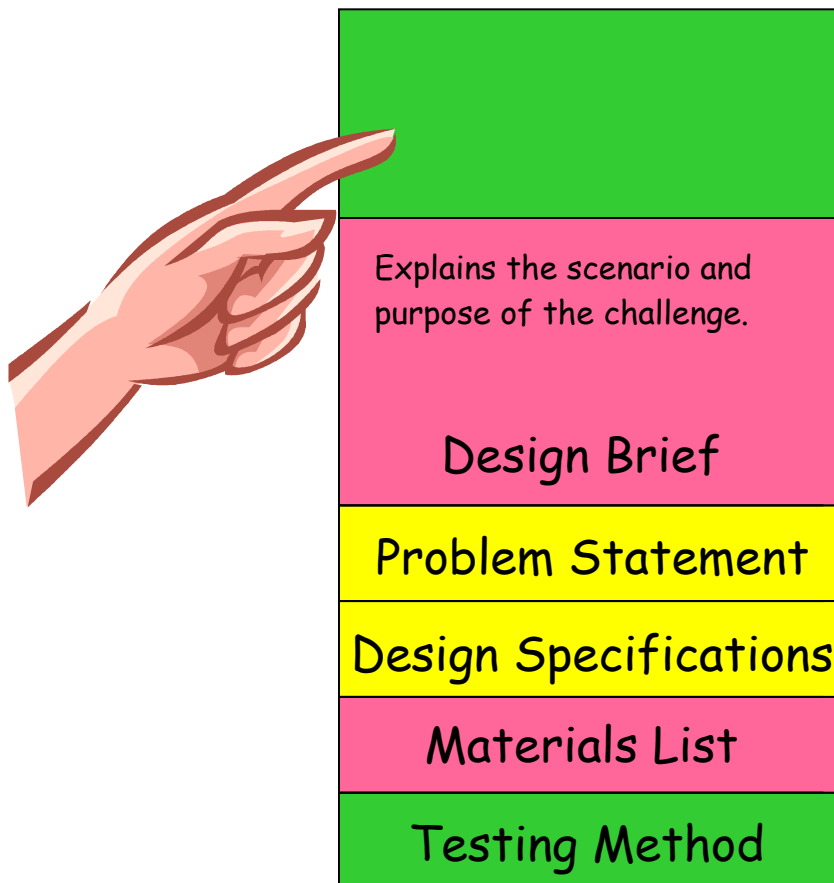 Explains the scenario and
purpose of the challenge.
Design Brief
Problem Statement
Design Specifications
Materials List
Testing Method